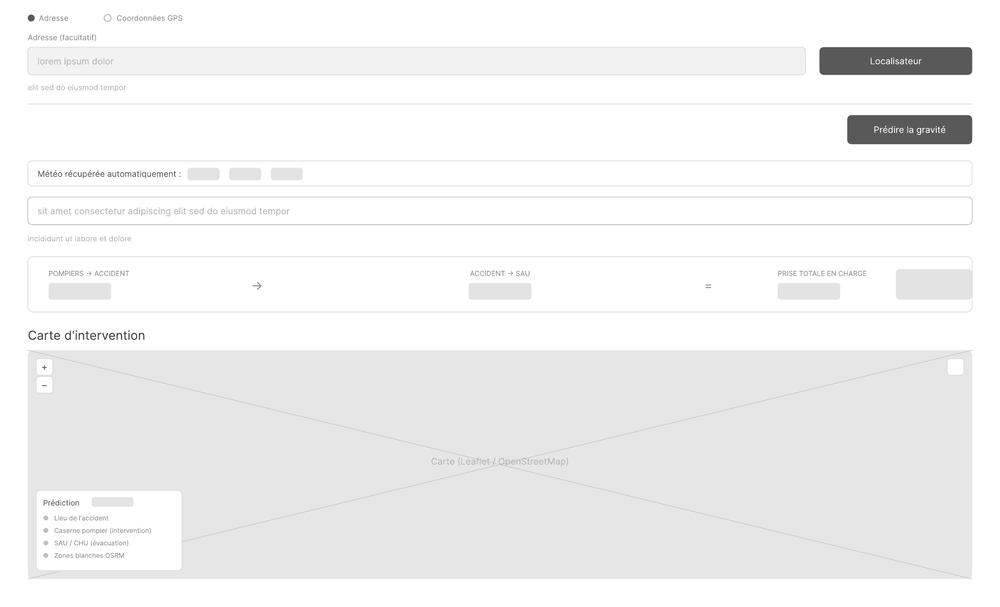 Adresse
Coordonnées GPS
Adresse (facultatif)
lorem ipsum dolor
Localisateur
elit sed do eiusmod tempor
Prédire la gravité
Météo récupérée automatiquement :
sit amet consectetur adipiscing elit sed do eiusmod tempor
incididunt ut labore et dolore
POMPIERS → ACCIDENT
→
ACCIDENT → SAU
=
PRISE TOTALE EN CHARGE
Carte d'intervention
+
−
Carte (Leaflet / OpenStreetMap)
Prédiction
Lieu de l'accident
Caserne pompier (intervention)
SAU / CHU (évacuation)
Zones blanches OSRM